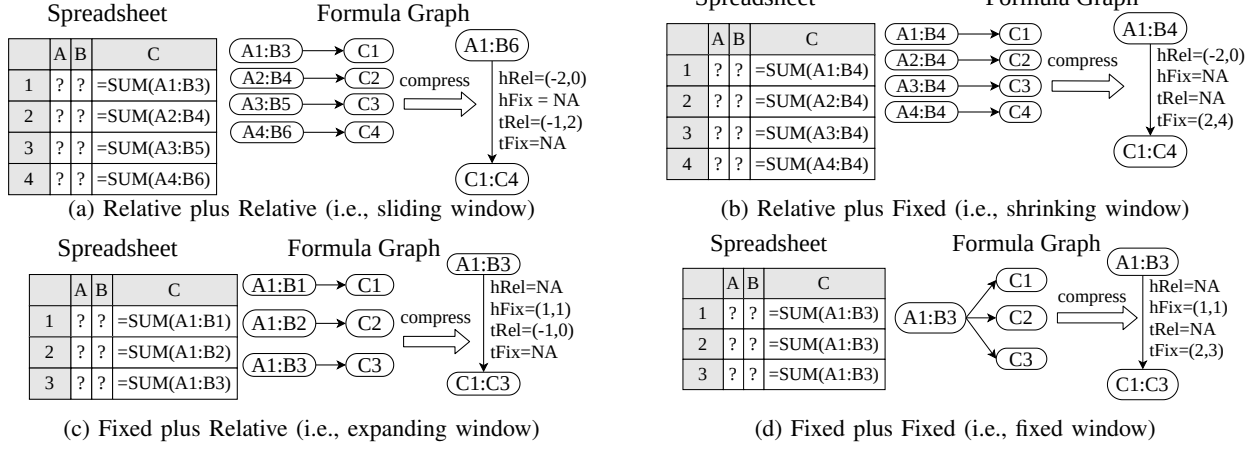 Spreadsheet Formula Graph
A B C
1 ? ? =SUM(A1:B3)
2 ? ? =SUM(A2:B4)
3 ? ? =SUM(A3:B5)
4 ? ? =SUM(A4:B6)
A1:B3 C1
A2:B4 C2
A3:B5 C3
A4:B6 C4
compress
A1:B6
hRel=(-2,0)
hFix = NA
tRel=(-1,2)
tFix=NA
C1:C4
(a) Relative plus Relative (i.e., sliding window)
Spreadsheet Formula Graph
A B C
1 ? ? =SUM(A1:B4)
2 ? ? =SUM(A2:B4)
3 ? ? =SUM(A3:B4)
4 ? ? =SUM(A4:B4)
A1:B4 C1
A2:B4 C2
A3:B4 C3
A4:B4 C4
compress
A1:B4
hRel=(-2,0)
hFix=NA
tRel=NA
tFix=(2,4)
C1:C4
(b) Relative plus Fixed (i.e., shrinking window)
Spreadsheet Formula Graph
A B C
1 ? ? =SUM(A1:B1)
2 ? ? =SUM(A1:B2)
3 ? ? =SUM(A1:B3)
A1:B1 C1
A1:B2 C2
A1:B3 C3
compress
A1:B3
hRel=NA
hFix=(1,1)
tRel=(-1,0)
tFix=NA
C1:C3
(c) Fixed plus Relative (i.e., expanding window)
Spreadsheet Formula Graph
A B C
1 ? ? =SUM(A1:B3)
2 ? ? =SUM(A1:B3)
3 ? ? =SUM(A1:B3)
A1:B3
C1
C2
C3
compress
A1:B3
hRel=NA
hFix=(1,1)
tRel=NA
tFix=(2,3)
C1:C3
(d) Fixed plus Fixed (i.e., fixed window)